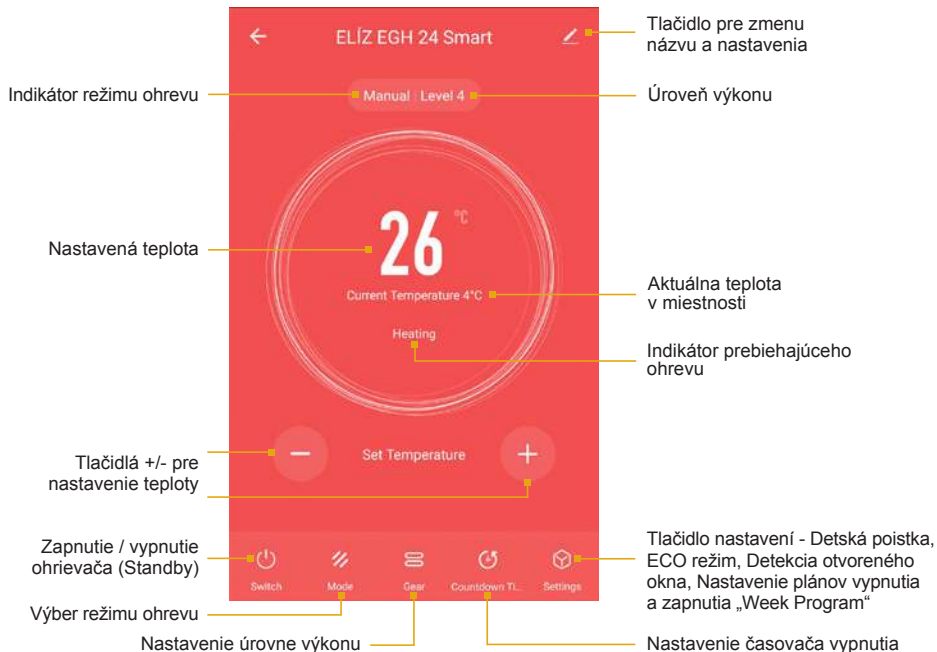 ELÍZ EGH 24 Smart
Tlačidlo pre zmenu
názvu a nastavenia
Indikátor režimu ohrevu
Manual | Level 4
Úroveň výkonu
Nastavená teplota
26 °C
Current Temperature 4°C
Aktuálna teplota
v miestnosti
Heating
Indikátor prebiehajúceho
ohrevu
Set Temperature
Tlačidlá +/- pre
nastavenie teploty
Zapnutie / vypnutie
ohrievača (Standby)
Switch
Mode
Gear
Countdown Ti...
Settings
Tlačidlo nastavení - Detská poistka,
ECO režim, Detekcia otvoreného
okna, Nastavenie plánov vypnutia
a zapnutia „Week Program“
Výber režimu ohrevu
Nastavenie úrovne výkonu
Nastavenie časovača vypnutia